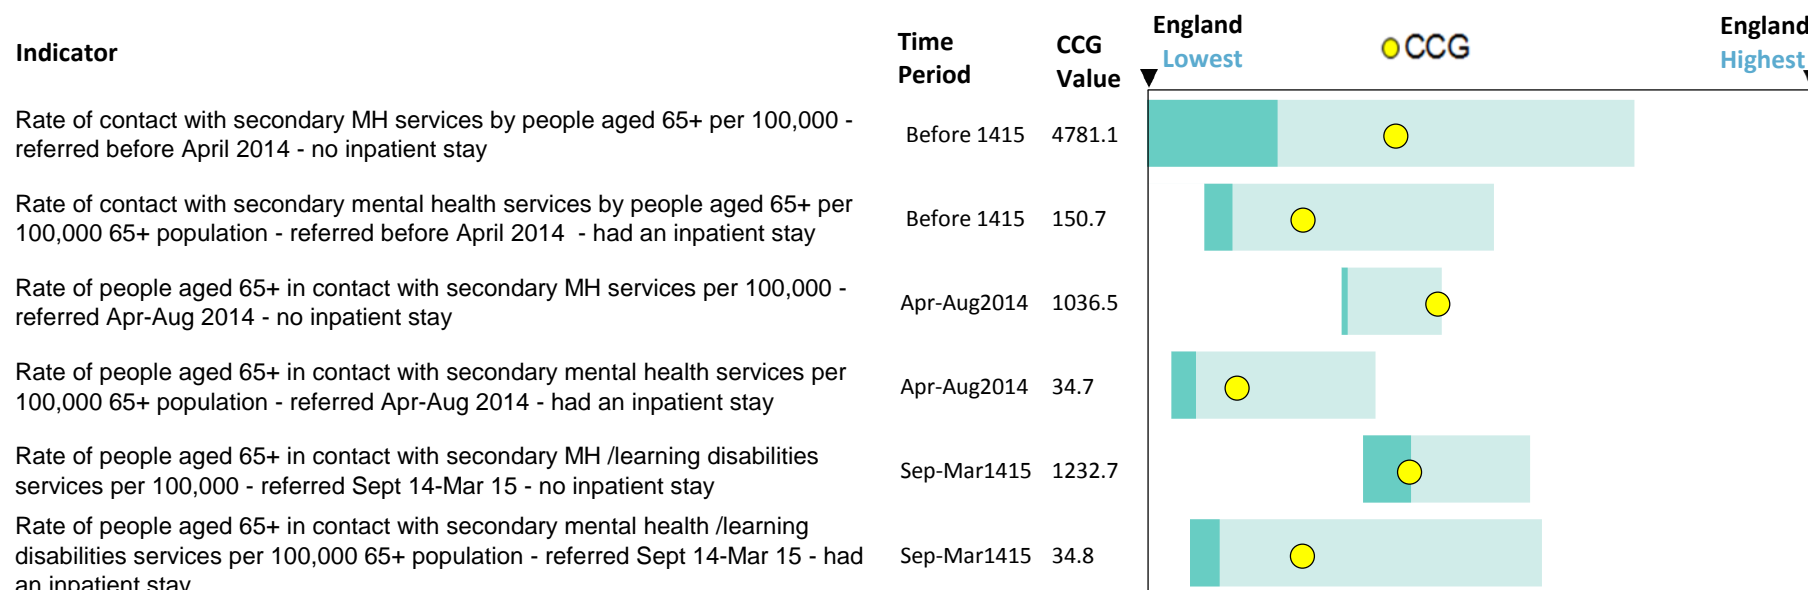 Indicator
Time
Period
CCG
Value
England
Lowest
CCG
England
Highest
Rate of contact with secondary MH services by people aged 65+ per 100,000 -
referred before April 2014 - no inpatient stay
Before 1415 4781.1
Rate of contact with secondary mental health services by people aged 65+ per
100,000 65+ population - referred before April 2014 - had an inpatient stay
Before 1415 150.7
Rate of people aged 65+ in contact with secondary MH services per 100,000 -
referred Apr-Aug 2014 - no inpatient stay
Apr-Aug2014 1036.5
Rate of people aged 65+ in contact with secondary mental health services per
100,000 65+ population - referred Apr-Aug 2014 - had an inpatient stay
Apr-Aug2014 34.7
Rate of people aged 65+ in contact with secondary MH /learning disabilities
services per 100,000 - referred Sept 14-Mar 15 - no inpatient stay
Sep-Mar1415 1232.7
Rate of people aged 65+ in contact with secondary mental health /learning
disabilities services per 100,000 65+ population - referred Sept 14-Mar 15 - had
an inpatient stay
Sep-Mar1415 34.8